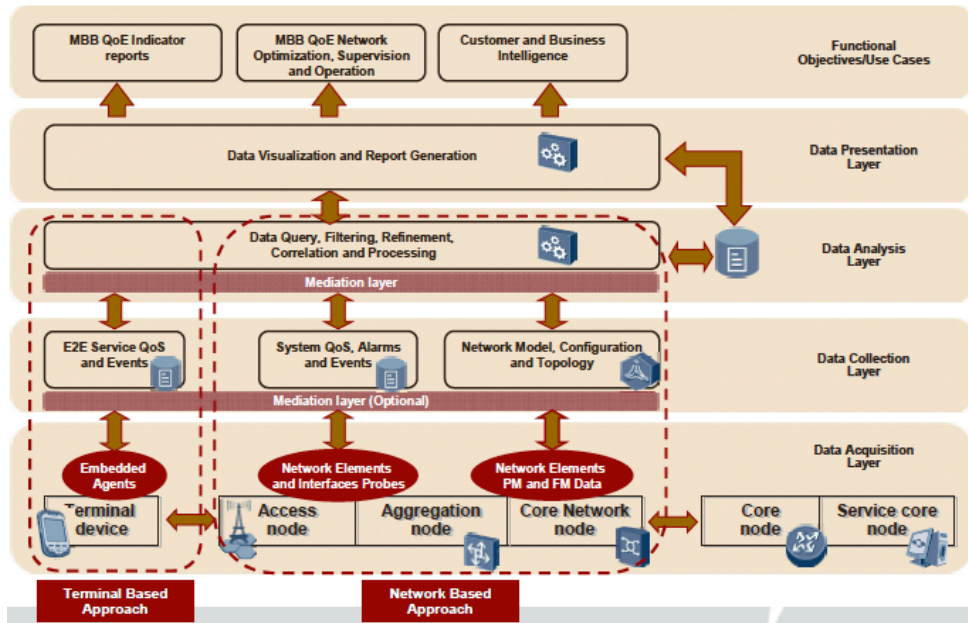 MBB QoE Indicator
reports
MBB QoE Network
Optimization, Supervision
and Operation
Customer and Business
Intelligence
Functional
Objectives/Use Cases
Data Visualization and Report Generation
Data Presentation
Layer
Data Query, Filtering, Refinement,
Correlation and Processing
Mediation layer
Data Analysis
Layer
E2E Service QoS
and Events
System QoS, Alarms
and Events
Network Model, Configuration
and Topology
Data Collection
Layer
Mediation layer (Optional)
Data Acquisition
Layer
Embedded
Agents
Network Elements
and Interfaces Probes
Network Elements
PM and FM Data
Terminal
device
Access
node
Aggregation
node
Core Network
node
Core
node
Service core
node
Terminal Based
Approach
Network Based
Approach